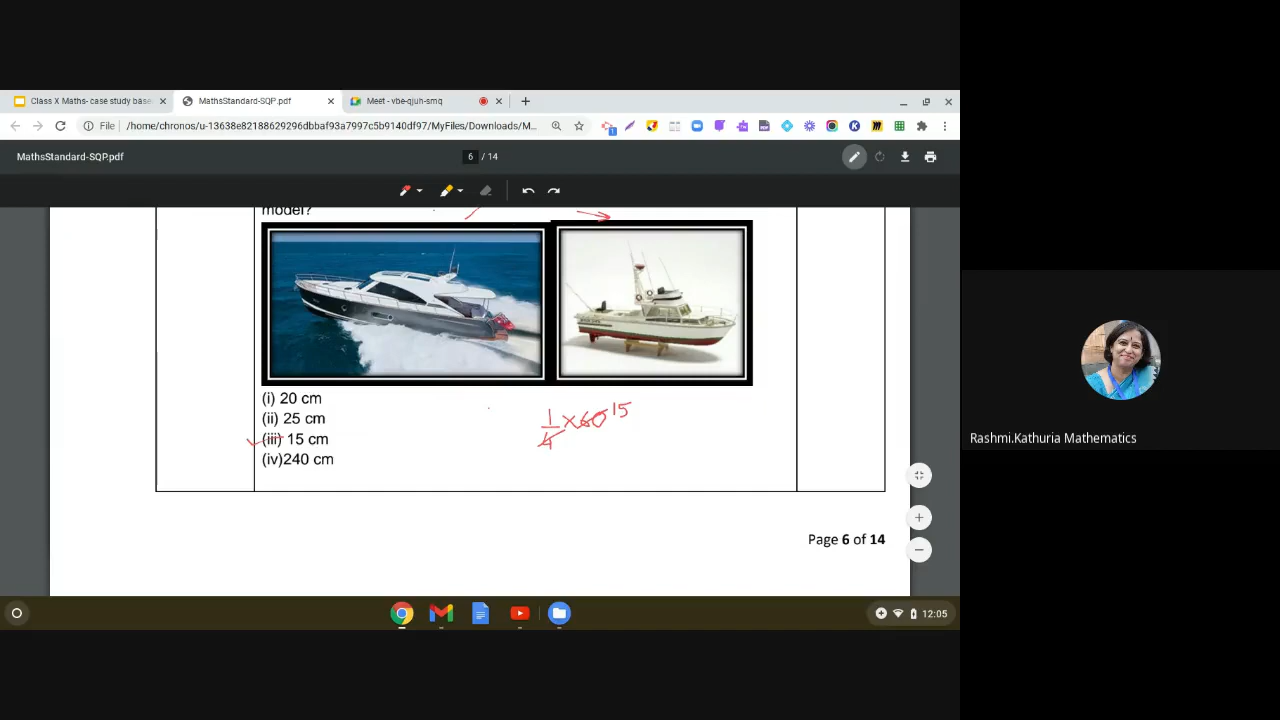 Class X Maths- case study base
MathsStandard-SQP.pdf
Meet - vbe-qjuh-smq
File
/home/chronos/u-13638e82188629296dbbaf93a7997c5b9140df97/MyFiles/Downloads/M...
MathsStandard-SQP.pdf
6 / 14
model?
(i) 20 cm
(ii) 25 cm
(iii) 15 cm
(iv)240 cm
1/4 x 60 15
Page 6 of 14
Rashmi.Kathuria Mathematics
12:05